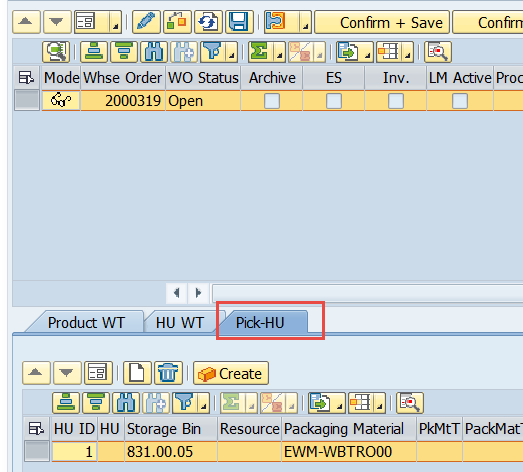 Confirm + Save Confirm
Mode Whse Order WO Status Archive ES Inv. LM Active Proc
2000319 Open
Product WT HU WT Pick-HU
Create
HU ID HU Storage Bin Resource Packaging Material PkMtT PackMatT
1 831.00.05 EWM-WBTRO00